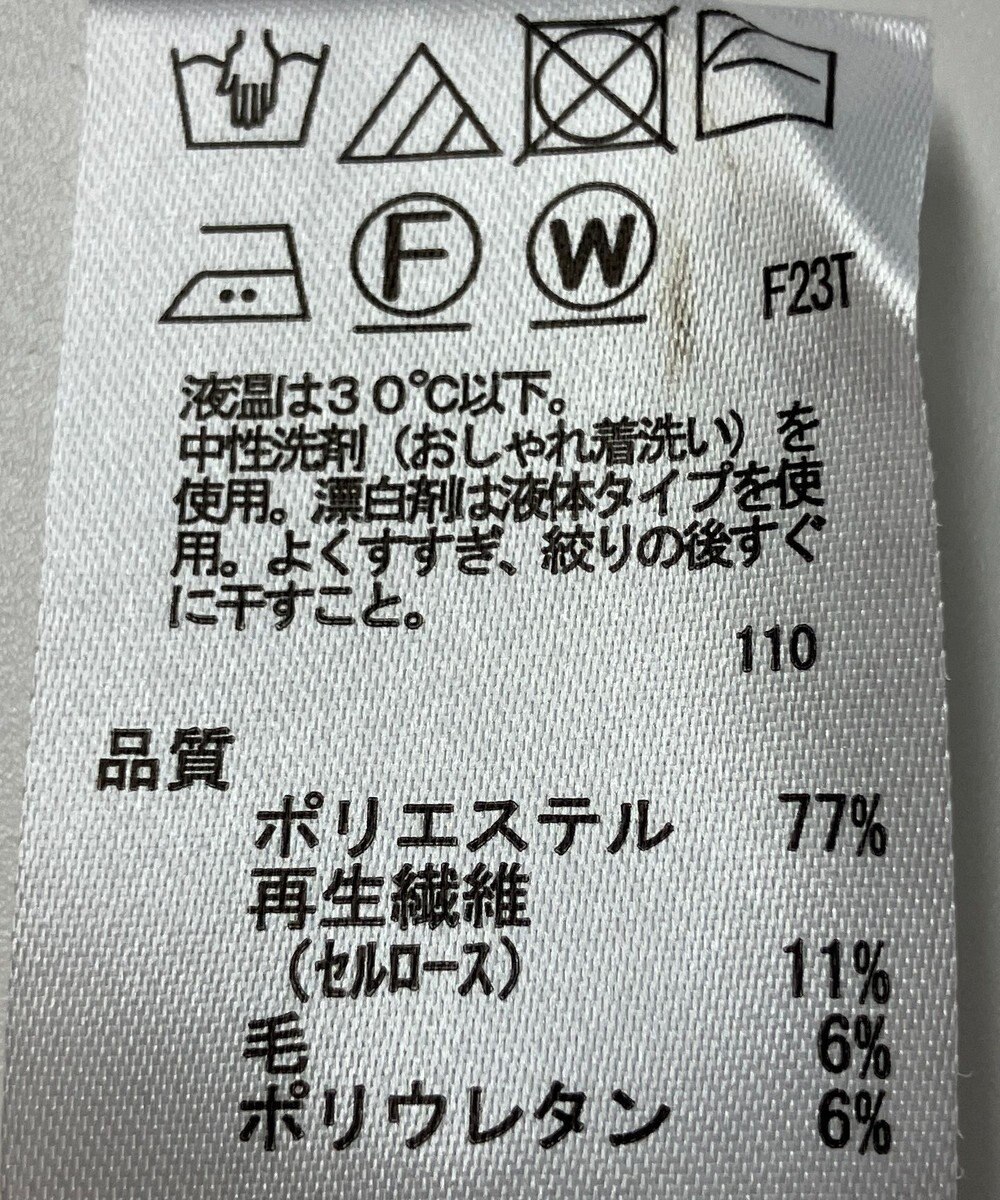 F W
F23T
液温は30℃以下。
中性洗剤(おしゃれ着洗い)を
使用。漂白剤は液体タイプを使
用。よくすすぎ、絞りの後すぐ
に干すこと。
110
品質
ポリエステル 77%
再生繊維
(セルロース) 11%
毛 6%
ポリウレタン 6%